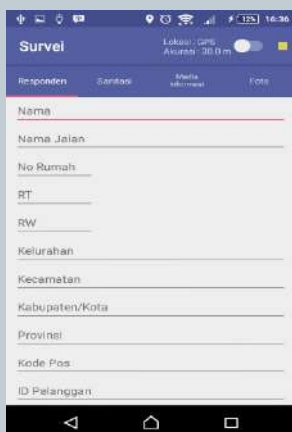 12% 16:36
Survei
Lokasi : GPS
Akurasi : 30.0 m
Responden Sanitasi Media Informasi Foto
Nama
Nama Jalan
No Rumah
RT
RW
Kelurahan
Kecamatan
Kabupaten/Kota
Provinsi
Kode Pos
ID Pelanggan